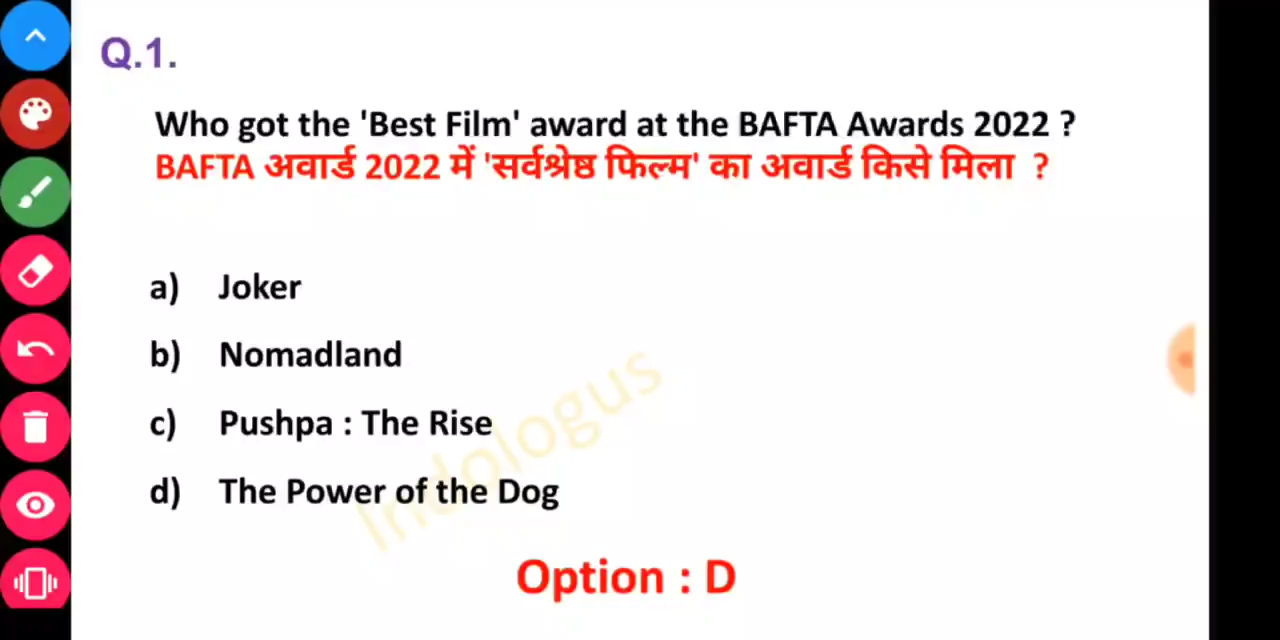 Q.1.
Who got the 'Best Film' award at the BAFTA Awards 2022 ?
BAFTA अवार्ड 2022 में 'सर्वश्रेष्ठ फिल्म' का अवार्ड किसे मिला ?
a) Joker
b) Nomadland
c) Pushpa : The Rise
d) The Power of the Dog
Indologus
Option : D